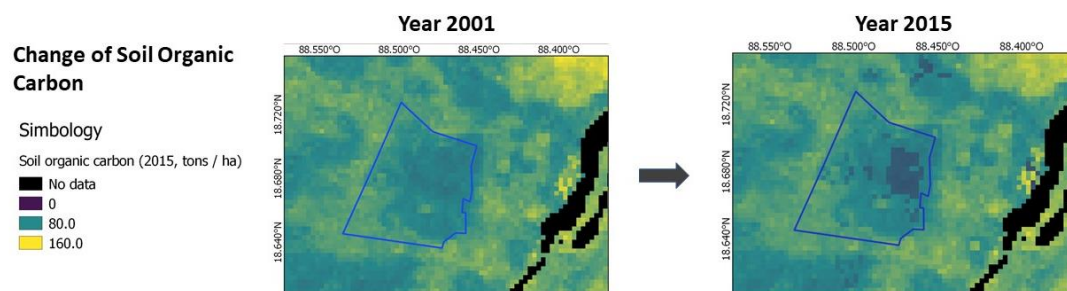 Change of Soil Organic
Carbon
Simbology
Soil organic carbon (2015, tons / ha)
No data
0
80.0
160.0
Year 2001
88.550°O 88.500°O 88.450°O 88.400°O
18.720°N
18.680°N
18.640°N
Year 2015
88.550°O 88.500°O 88.450°O 88.400°O
18.720°N
18.680°N
18.640°N